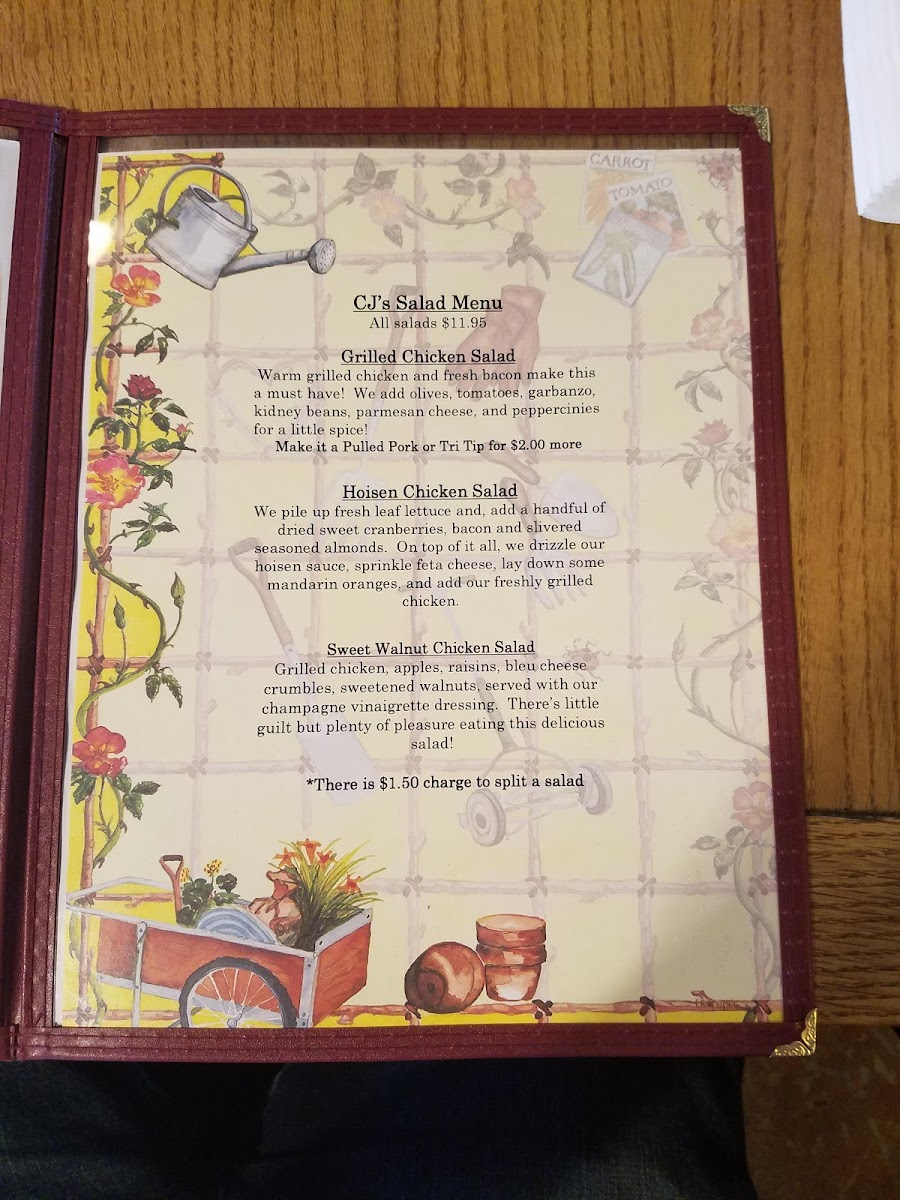 CARROT
TOMATO
CJ's Salad Menu
All salads $11.95
Grilled Chicken Salad
Warm grilled chicken and fresh bacon make this
a must have! We add olives, tomatoes, garbanzo,
kidney beans, parmesan cheese, and peppercinies
for a little spice!
Make it a Pulled Pork or Tri Tip for $2.00 more
Hoisen Chicken Salad
We pile up fresh leaf lettuce and, add a handful of
dried sweet cranberries, bacon and slivered
seasoned almonds. On top of it all, we drizzle our
hoisen sauce, sprinkle feta cheese, lay down some
mandarin oranges, and add our freshly grilled
chicken.
Sweet Walnut Chicken Salad
Grilled chicken, apples, raisins, bleu cheese
crumbles, sweetened walnuts, served with our
champagne vinaigrette dressing. There's little
guilt but plenty of pleasure eating this delicious
salad!
*There is $1.50 charge to split a salad